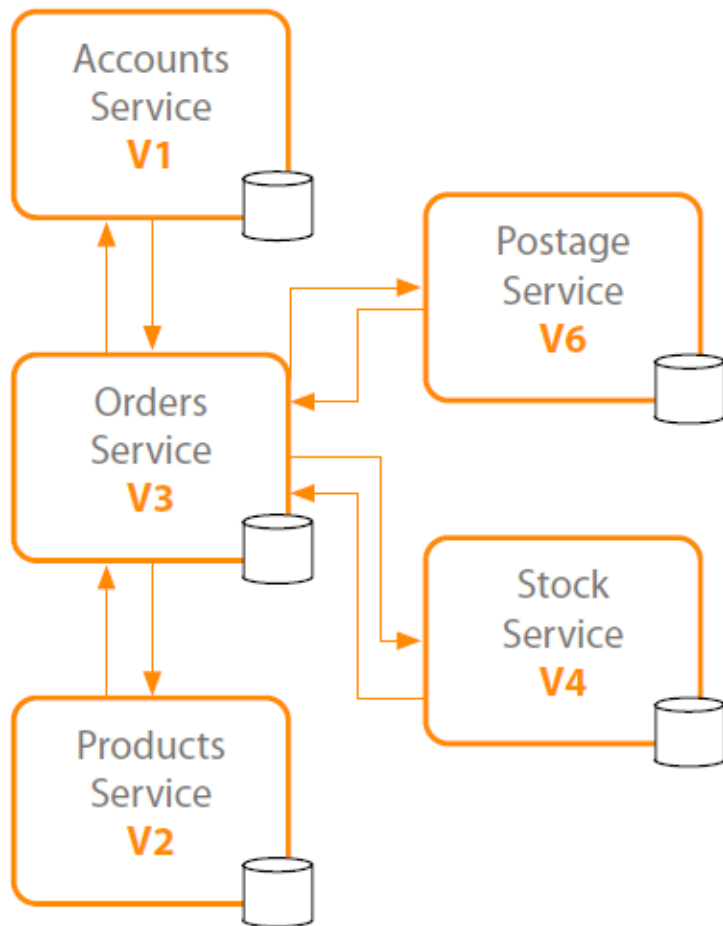 Accounts
Service
V1
Postage
Service
V6
Orders
Service
V3
Stock
Service
V4
Products
Service
V2